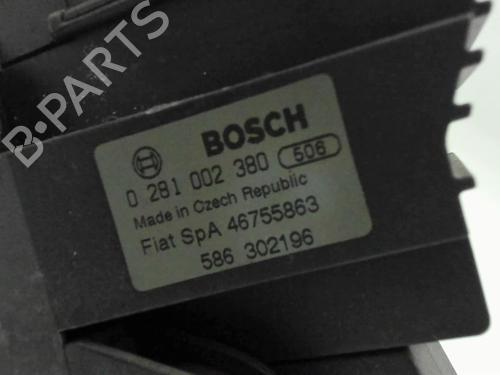 B-PARTS
BOSCH
0 281 002 380 506
Made in Czech Republic
Fiat SpA 46755863
586 302196